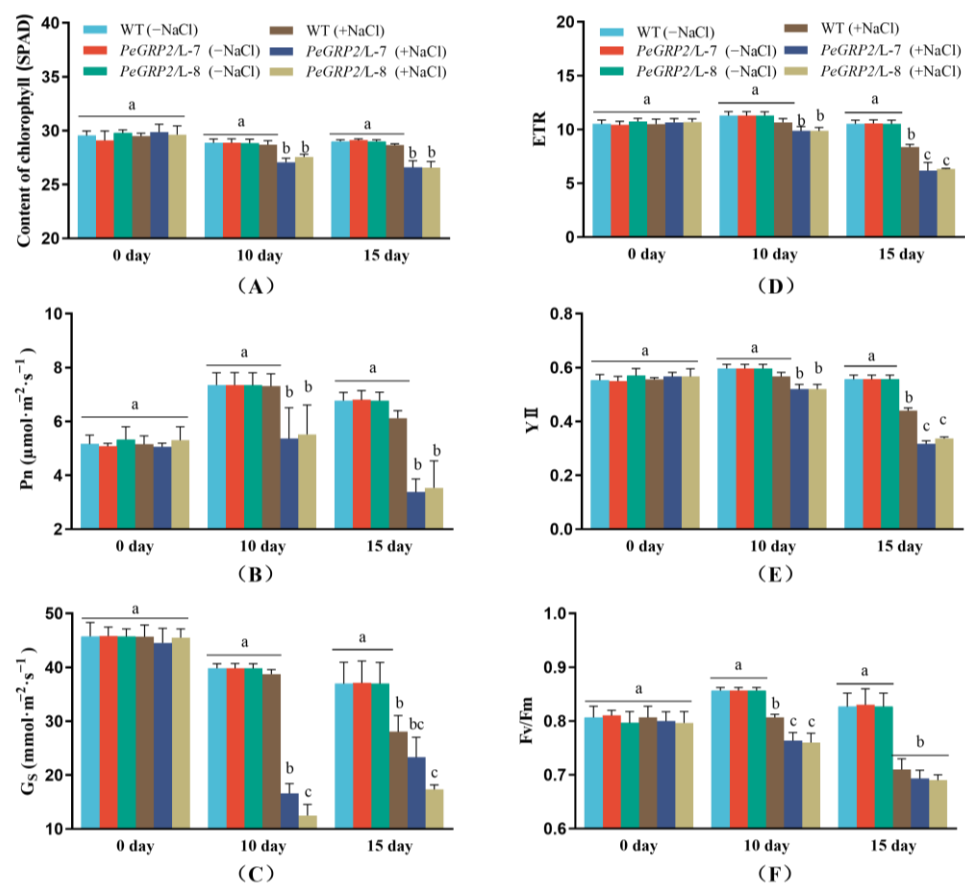 WT (−NaCl) WT (+NaCl)
PeGRP2/L-7 (−NaCl) PeGRP2/L-7 (+NaCl)
PeGRP2/L-8 (−NaCl) PeGRP2/L-8 (+NaCl)
Content of chlorophyll (SPAD)
30
28
25
23
20
a
a
b b
a
b b
0 day 10 day 15 day
(A)
WT (−NaCl) WT (+NaCl)
PeGRP2/L-7 (−NaCl) PeGRP2/L-7 (+NaCl)
PeGRP2/L-8 (−NaCl) PeGRP2/L-8 (+NaCl)
ETR
20
15
10
5
0
a
a
b b
a
b
c c
0 day 10 day 15 day
(D)
Pn (μmol·m−2·s−1)
10
8
6
4
2
a
a
b b
a
b b
0 day 10 day 15 day
(B)
YⅡ
0.8
0.6
0.4
0.2
0.0
a
a
b b
a
b
c c
0 day 10 day 15 day
(E)
GS (mmol·m−2·s−1)
50
40
30
20
10
a
a
b
c
a
b
bc
c
0 day 10 day 15 day
(C)
Fv/Fm
1.0
0.9
0.8
0.7
0.6
a
a
b
c c
a
b
0 day 10 day 15 day
(F)